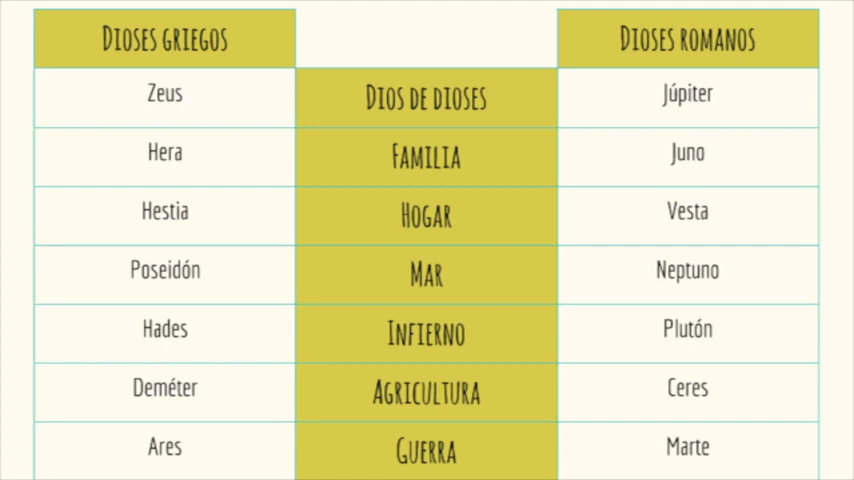 Dioses griegos Dioses romanos
Zeus Dios de dioses Júpiter
Hera Familia Juno
Hestia Hogar Vesta
Poseidón Mar Neptuno
Hades Infierno Plutón
Deméter Agricultura Ceres
Ares Guerra Marte